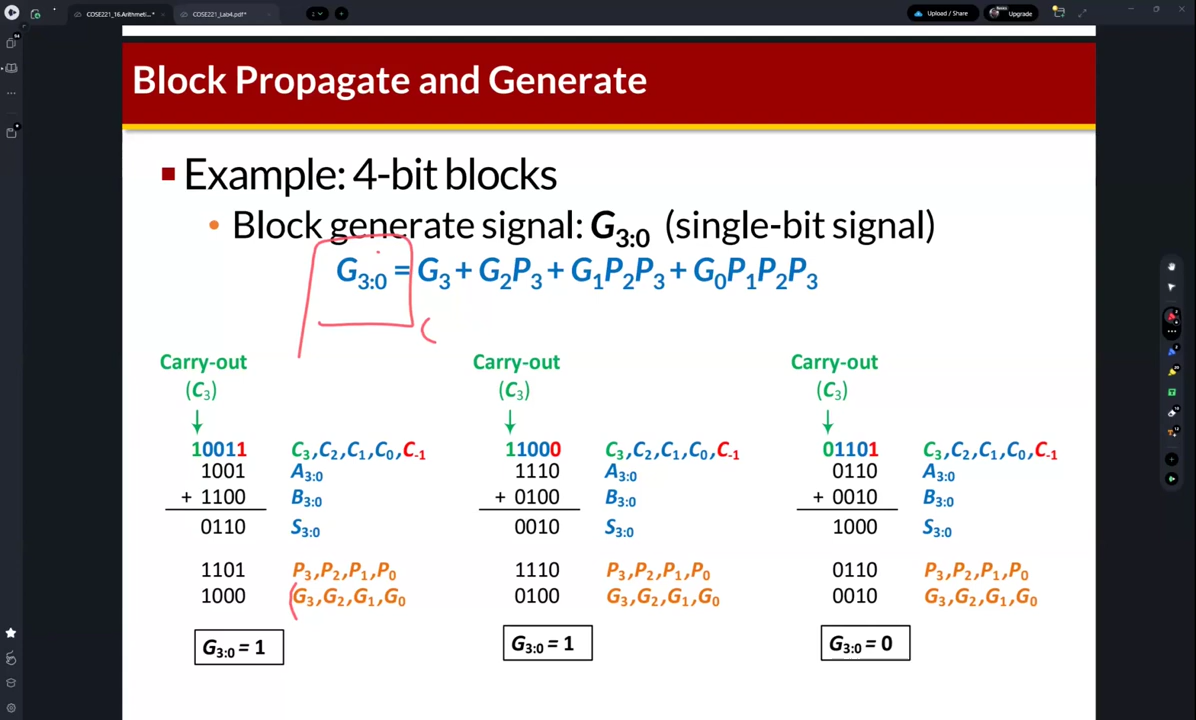 COSE221_16.Arithmeti...*
COSE221_Lab4.pdf*
2
Upload / Share
Upgrade
Block Propagate and Generate
Example: 4-bit blocks
• Block generate signal: G3:0 (single-bit signal)
G3:0 = G3 + G2P3 + G1P2P3 + G0P1P2P3
Carry-out Carry-out Carry-out
(C3) (C3) (C3)
10011 C3,C2,C1,C0,C-1 11000 C3,C2,C1,C0,C-1 01101 C3,C2,C1,C0,C-1
1001 A3:0 1110 A3:0 0110 A3:0
+ 1100 B3:0 + 0100 B3:0 + 0010 B3:0
0110 S3:0 0010 S3:0 1000 S3:0
1101 P3,P2,P1,P0 1110 P3,P2,P1,P0 0110 P3,P2,P1,P0
1000 G3,G2,G1,G0 0100 G3,G2,G1,G0 0010 G3,G2,G1,G0
G3:0 = 1 G3:0 = 1 G3:0 = 0